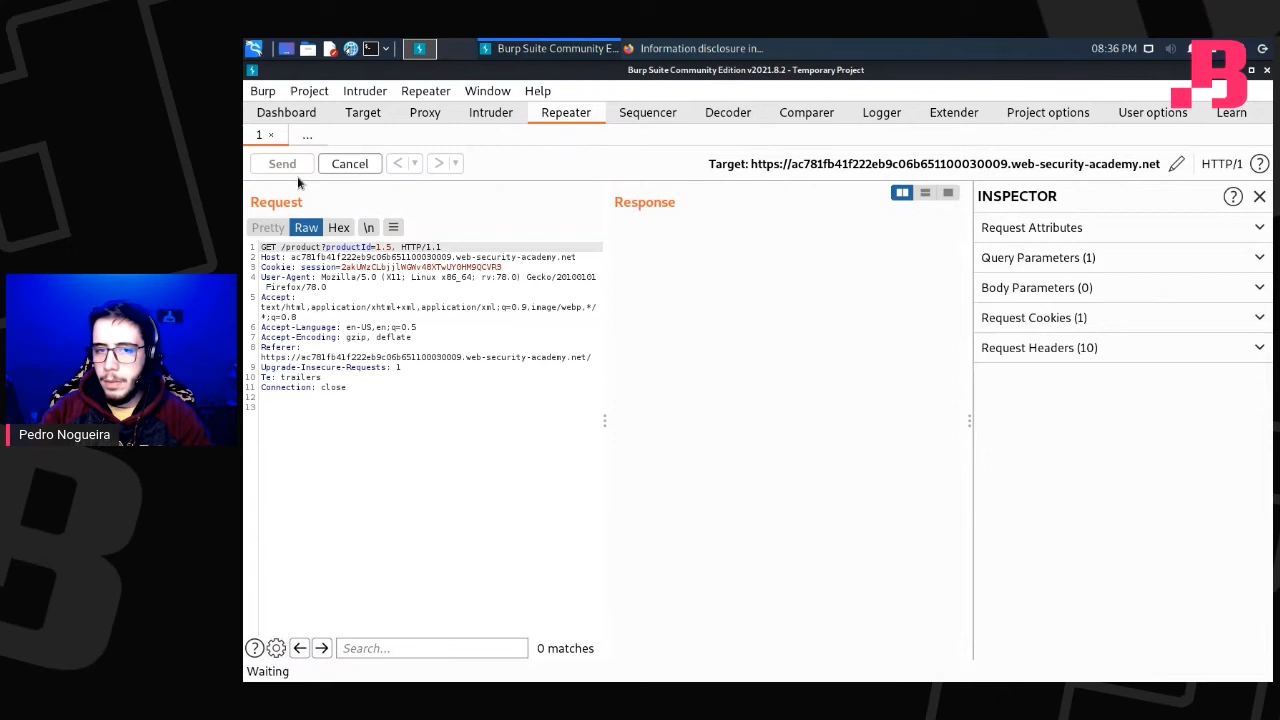 Burp Suite Community E...
Information disclosure in...
08:36 PM
Burp Suite Community Edition v2021.8.2 - Temporary Project
Burp Project Intruder Repeater Window Help
Dashboard Target Proxy Intruder Repeater Sequencer Decoder Comparer Logger Extender Project options User options Learn
1 × ...
Send Cancel < > Target: https://ac781fb41f222eb9c06b651100030009.web-security-academy.net HTTP/1 ?
Request
Response
INSPECTOR
Pretty Raw Hex \n
1 GET /product?productId=1.5, HTTP/1.1
2 Host: ac781fb41f222eb9c06b651100030009.web-security-academy.net
3 Cookie: session=2akUWzCLbjjlWGWv48XTwUY0HM9QCVR3
4 User-Agent: Mozilla/5.0 (X11; Linux x86_64; rv:78.0) Gecko/20100101
Firefox/78.0
5 Accept:
text/html,application/xhtml+xml,application/xml;q=0.9,image/webp,*/
*;q=0.8
6 Accept-Language: en-US,en;q=0.5
7 Accept-Encoding: gzip, deflate
8 Referer:
https://ac781fb41f222eb9c06b651100030009.web-security-academy.net/
9 Upgrade-Insecure-Requests: 1
10 Te: trailers
11 Connection: close
12
13
Request Attributes
Query Parameters (1)
Body Parameters (0)
Request Cookies (1)
Request Headers (10)
Pedro Nogueira
Search...
0 matches
Waiting